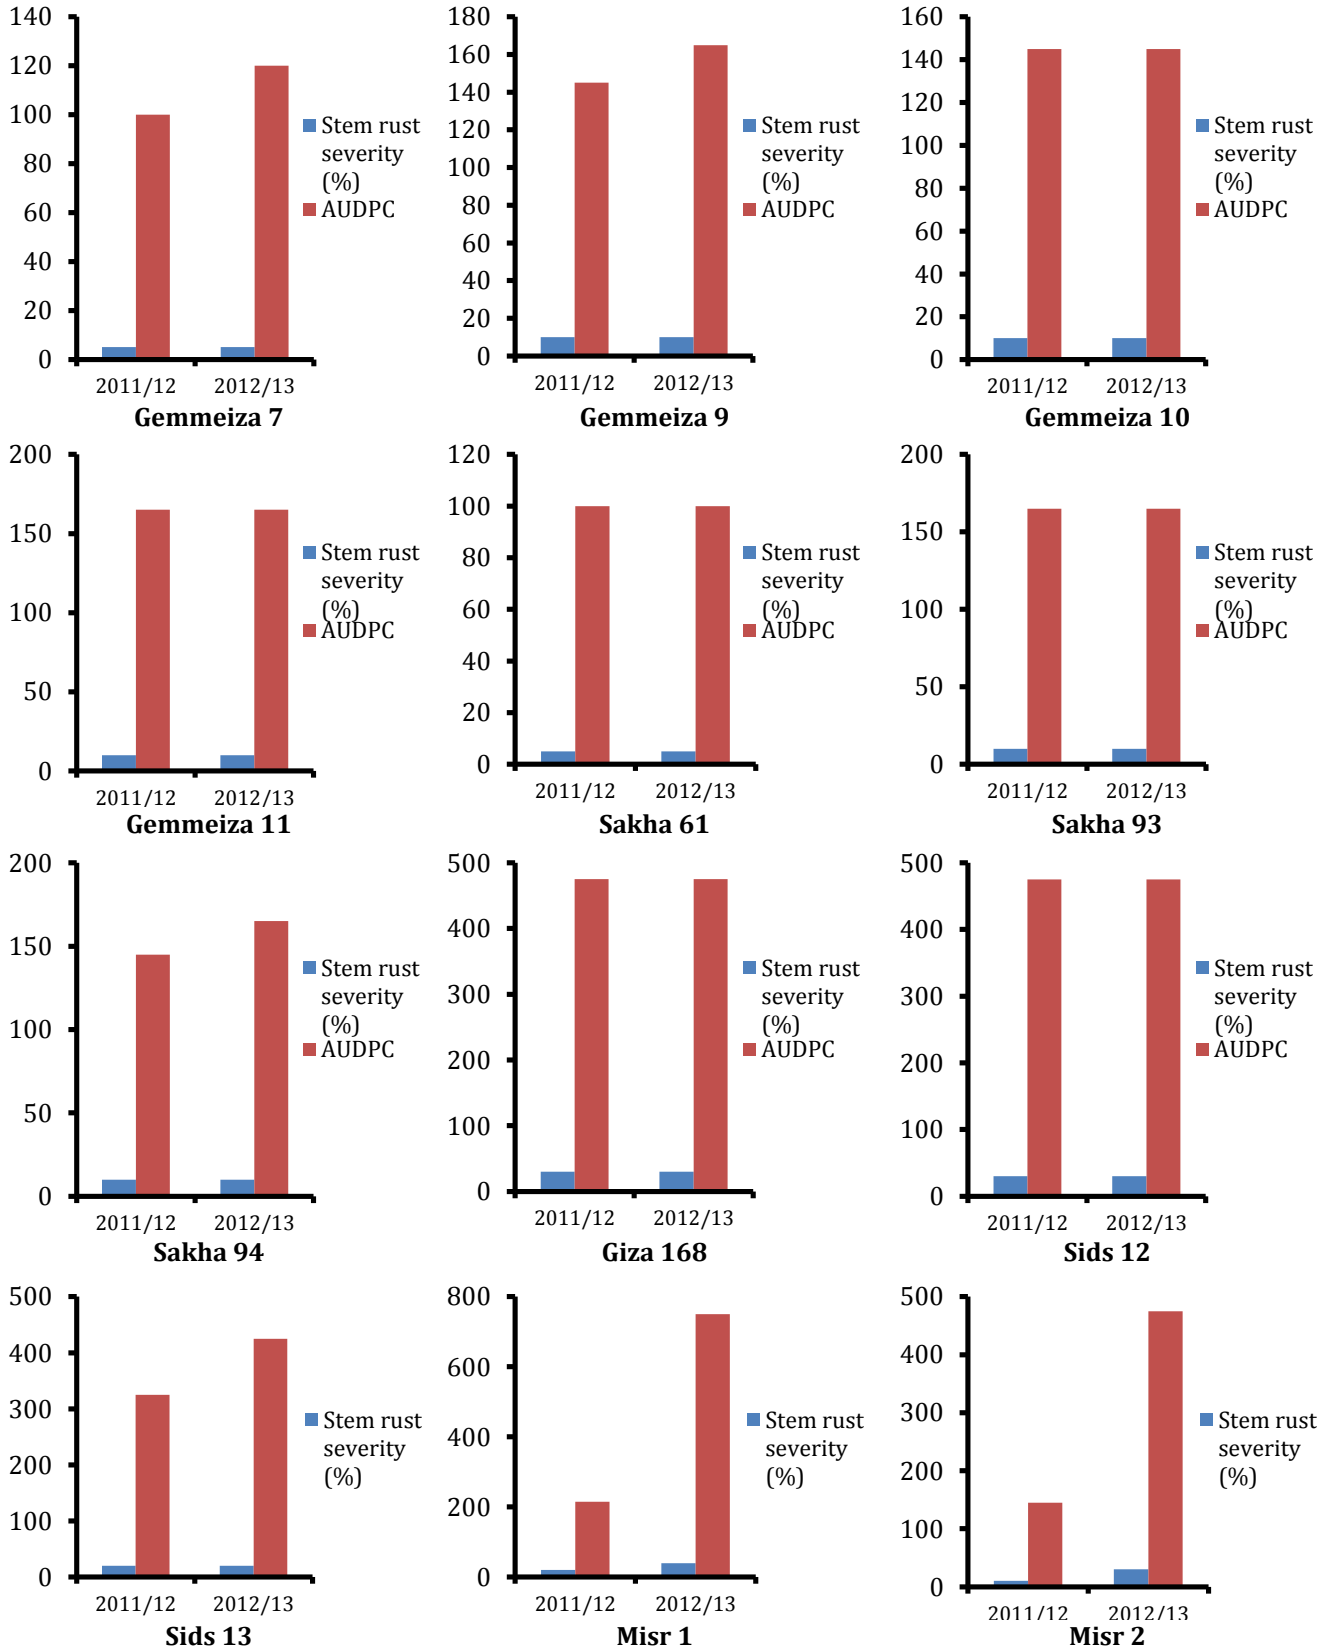 140
120
100
80
60
40
20
0
2011/12 2012/13
Gemmeiza 7
Stem rust
severity
(%)
AUDPC
180
160
140
120
100
80
60
40
20
0
2011/12 2012/13
Gemmeiza 9
Stem rust
severity
(%)
AUDPC
160
140
120
100
80
60
40
20
0
2011/12 2012/13
Gemmeiza 10
Stem rust
severity
(%)
AUDPC
200
150
100
50
0
2011/12 2012/13
Gemmeiza 11
Stem rust
severity
(%)
AUDPC
120
100
80
60
40
20
0
2011/12 2012/13
Sakha 61
Stem rust
severity
(%)
AUDPC
200
150
100
50
0
2011/12 2012/13
Sakha 93
Stem rust
severity
(%)
AUDPC
200
150
100
50
0
2011/12 2012/13
Sakha 94
Stem rust
severity
(%)
AUDPC
500
400
300
200
100
0
2011/12 2012/13
Giza 168
Stem rust
severity
(%)
AUDPC
500
400
300
200
100
0
2011/12 2012/13
Sids 12
Stem rust
severity
(%)
AUDPC
500
400
300
200
100
0
2011/12 2012/13
Sids 13
Stem rust
severity
(%)
800
600
400
200
0
2011/12 2012/13
Misr 1
Stem rust
severity
(%)
500
400
300
200
100
0
2011/12 2012/13
Misr 2
Stem rust
severity
(%)